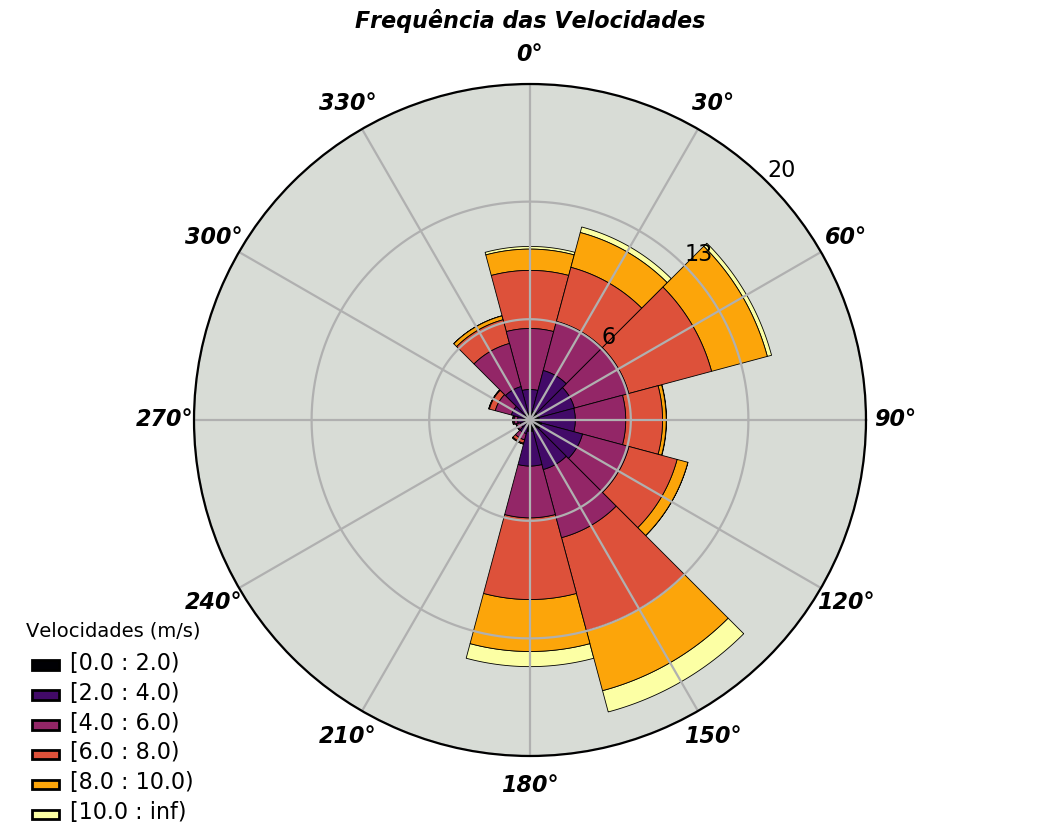 Frequência das Velocidades
0°
330°
30°
20
300°
60°
13
6
270°
90°
240°
120°
210°
150°
180°
Velocidades (m/s)
[0.0 : 2.0)
[2.0 : 4.0)
[4.0 : 6.0)
[6.0 : 8.0)
[8.0 : 10.0)
[10.0 : inf)